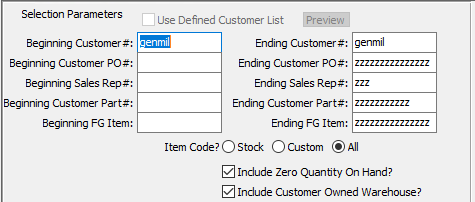 Selection Parameters Use Defined Customer List Preview
Beginning Customer#: genmil Ending Customer#: genmil
Beginning Customer PO#: Ending Customer PO#: zzzzzzzzzzzzzzz
Beginning Sales Rep#: Ending Sales Rep#: zzz
Beginning Customer Part#: Ending Customer Part#: zzzzzzzzzzz
Beginning FG Item: Ending FG Item: zzzzzzzzzzzzzzz
Item Code? Stock Custom All
Include Zero Quantity On Hand?
Include Customer Owned Warehouse?